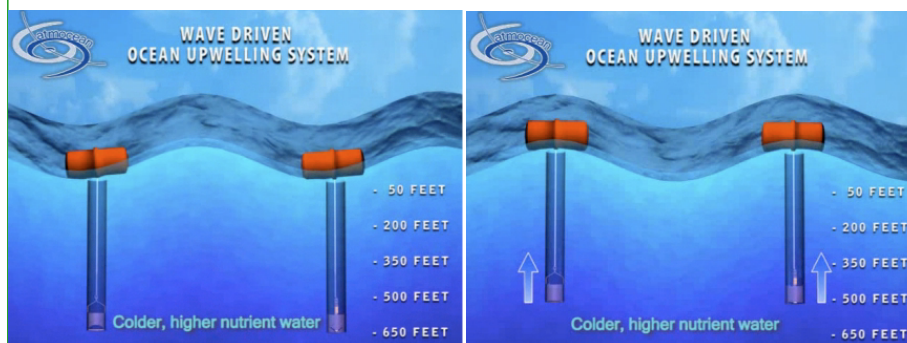 atmocean
WAVE DRIVEN
OCEAN UPWELLING SYSTEM
- 50 FEET
- 200 FEET
- 350 FEET
- 500 FEET
Colder, higher nutrient water
- 650 FEET
atmocean
WAVE DRIVEN
OCEAN UPWELLING SYSTEM
- 50 FEET
- 200 FEET
- 350 FEET
- 500 FEET
Colder, higher nutrient water
- 650 FEET